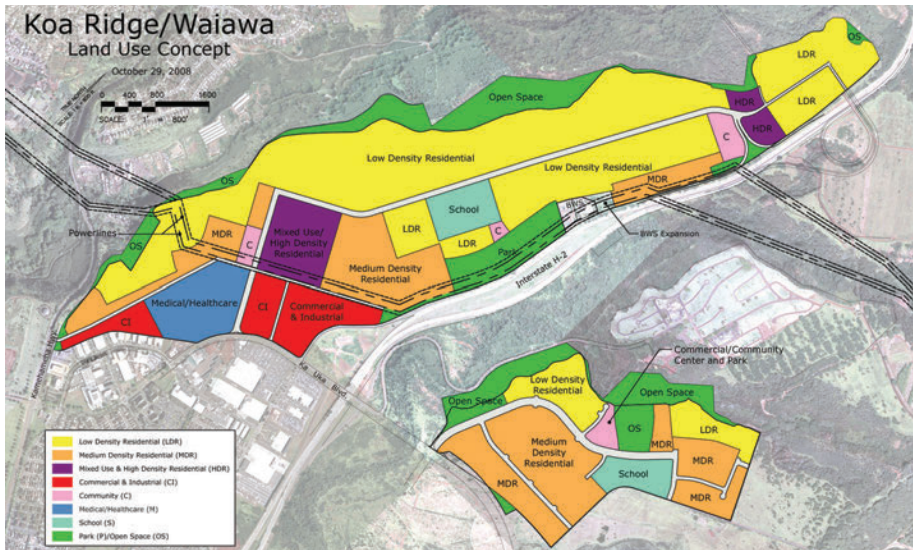 Koa Ridge/Waiawa
Land Use Concept
October 29, 2008
TRUE NORTH
0 400 800 1600
SCALE: 1" = 800'
OS
LDR
Open Space
HDR
LDR
HDR
C
Low Density Residential
Low Density Residential
OS
MDR
School
BWS
LDR
C
Mixed Use/
High Density
Residential
Powerlines
MDR
C
LDR
BWS Expansion
OS
Park
Medium Density
Residential
Interstate H-2
Medical/Healthcare
CI
CI
Commercial
& Industrial
Ka Uka Blvd.
Commercial/Community
Center and Park
Low Density
Residential
Open Space
Open Space
OS
LDR
MDR
Medium
Density
Residential
MDR
School
MDR
MDR
Low Density Residential (LDR)
Medium Density Residential (MDR)
Mixed Use & High Density Residential (HDR)
Commercial & Industrial (CI)
Community (C)
Medical/Healthcare (M)
School (S)
Park (P)/Open Space (OS)